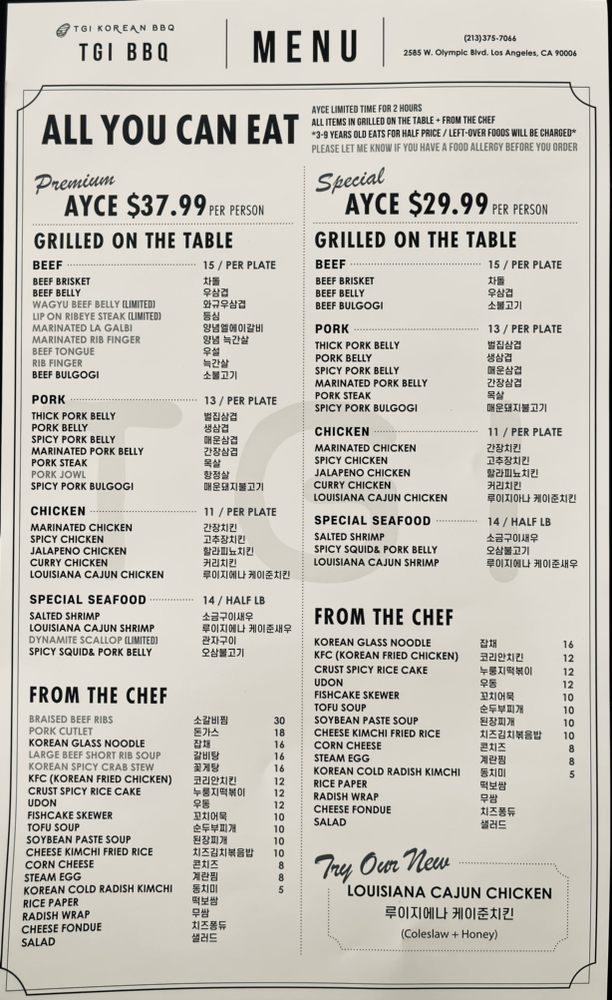 TGI KOREAN BBQ
TGI BBQ
MENU
(213)375-7066
2585 W. Olympic Blvd. Los Angeles, CA 90006
ALL YOU CAN EAT
AYCE LIMITED TIME FOR 2 HOURS
ALL ITEMS IN GRILLED ON THE TABLE + FROM THE CHEF
*3-9 YEARS OLD EATS FOR HALF PRICE / LEFT-OVER FOODS WILL BE CHARGED*
PLEASE LET ME KNOW IF YOU HAVE A FOOD ALLERGY BEFORE YOU ORDER
Premium
AYCE $37.99 PER PERSON
GRILLED ON THE TABLE
BEEF 15 / PER PLATE
BEEF BRISKET 차돌
BEEF BELLY 우삼겹
WAGYU BEEF BELLY (LIMITED) 와규우삼겹
LIP ON RIBEYE STEAK (LIMITED) 등심
MARINATED LA GALBI 양념엘에이갈비
MARINATED RIB FINGER 양념 늑간살
BEEF TONGUE 우설
RIB FINGER 늑간살
BEEF BULGOGI 소불고기
PORK 13 / PER PLATE
THICK PORK BELLY 벌집삼겹
PORK BELLY 생삼겹
SPICY PORK BELLY 매운삼겹
MARINATED PORK BELLY 간장삼겹
PORK STEAK 목살
PORK JOWL 항정살
SPICY PORK BULGOGI 매운돼지불고기
CHICKEN 11 / PER PLATE
MARINATED CHICKEN 간장치킨
SPICY CHICKEN 고추장치킨
JALAPENO CHICKEN 할라피뇨치킨
CURRY CHICKEN 커리치킨
LOUISIANA CAJUN CHICKEN 루이지에나 케이준치킨
SPECIAL SEAFOOD 14 / HALF LB
SALTED SHRIMP 소금구이새우
LOUISIANA CAJUN SHRIMP 루이지에나 케이준새우
DYNAMITE SCALLOP (LIMITED) 관자구이
SPICY SQUID& PORK BELLY 오삼불고기
FROM THE CHEF
BRAISED BEEF RIBS 소갈비찜 30
PORK CUTLET 돈가스 18
KOREAN GLASS NOODLE 잡채 16
LARGE BEEF SHORT RIB SOUP 갈비탕 16
KOREAN SPICY CRAB STEW 꽃게탕 16
KFC (KOREAN FRIED CHICKEN) 코리안치킨 12
CRUST SPICY RICE CAKE 누룽지떡볶이 12
UDON 우동 12
FISHCAKE SKEWER 꼬치어묵 10
TOFU SOUP 순두부찌개 10
SOYBEAN PASTE SOUP 된장찌개 10
CHEESE KIMCHI FRIED RICE 치즈김치볶음밥 10
CORN CHEESE 콘치즈 8
STEAM EGG 계란찜 8
KOREAN COLD RADISH KIMCHI 동치미 5
RICE PAPER 떡보쌈
RADISH WRAP 무쌈
CHEESE FONDUE 치즈퐁듀
SALAD 샐러드
Special
AYCE $29.99 PER PERSON
GRILLED ON THE TABLE
BEEF 15 / PER PLATE
BEEF BRISKET 차돌
BEEF BELLY 우삼겹
BEEF BULGOGI 소불고기
PORK 13 / PER PLATE
THICK PORK BELLY 벌집삼겹
PORK BELLY 생삼겹
SPICY PORK BELLY 매운삼겹
MARINATED PORK BELLY 간장삼겹
PORK STEAK 목살
SPICY PORK BULGOGI 매운돼지불고기
CHICKEN 11 / PER PLATE
MARINATED CHICKEN 간장치킨
SPICY CHICKEN 고추장치킨
JALAPENO CHICKEN 할라피뇨치킨
CURRY CHICKEN 커리치킨
LOUISIANA CAJUN CHICKEN 루이지아나 케이준치킨
SPECIAL SEAFOOD 14 / HALF LB
SALTED SHRIMP 소금구이새우
SPICY SQUID& PORK BELLY 오삼불고기
LOUISIANA CAJUN SHRIMP 루이지에나 케이준새우
FROM THE CHEF
KOREAN GLASS NOODLE 잡채 16
KFC (KOREAN FRIED CHICKEN) 코리안치킨 12
CRUST SPICY RICE CAKE 누룽지떡볶이 12
UDON 우동 12
FISHCAKE SKEWER 꼬치어묵 10
TOFU SOUP 순두부찌개 10
SOYBEAN PASTE SOUP 된장찌개 10
CHEESE KIMCHI FRIED RICE 치즈김치볶음밥 10
CORN CHEESE 콘치즈 8
STEAM EGG 계란찜 8
KOREAN COLD RADISH KIMCHI 동치미 5
RICE PAPER 떡보쌈
RADISH WRAP 무쌈
CHEESE FONDUE 치즈퐁듀
SALAD 샐러드
Try Our New
LOUISIANA CAJUN CHICKEN
루이지에나 케이준치킨
(Coleslaw + Honey)